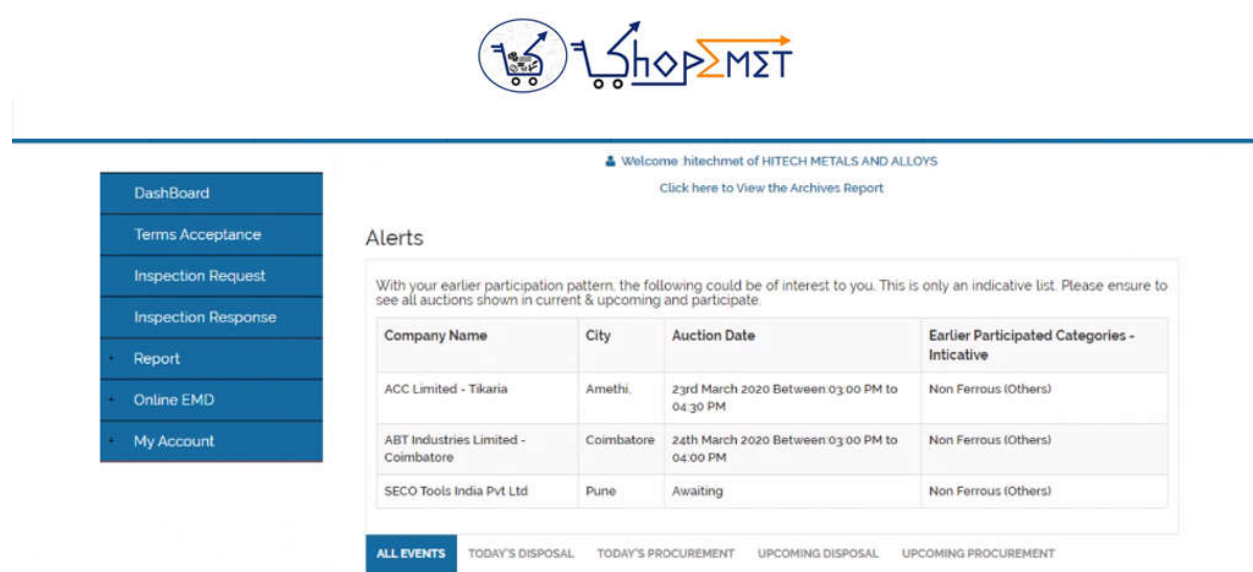 ShopΣMΣT
Welcome hitechmet of HITECH METALS AND ALLOYS
Click here to View the Archives Report
DashBoard
Terms Acceptance
Inspection Request
Inspection Response
Report
Online EMD
My Account
Alerts
With your earlier participation pattern, the following could be of interest to you. This is only an indicative list. Please ensure to
see all auctions shown in current & upcoming and participate.
Company Name City Auction Date Earlier Participated Categories -
Inticative
ACC Limited - Tikaria Amethi, 23rd March 2020 Between:03:00 PM to Non Ferrous (Others)
04:30 PM
ABT Industries Limited - Coimbatore 24th March 2020 Between:03:00 PM to Non Ferrous (Others)
Coimbatore 04:00 PM
SECO Tools India Pvt Ltd Pune Awaiting Non Ferrous (Others)
ALL EVENTS TODAY'S DISPOSAL TODAY'S PROCUREMENT UPCOMING DISPOSAL UPCOMING PROCUREMENT